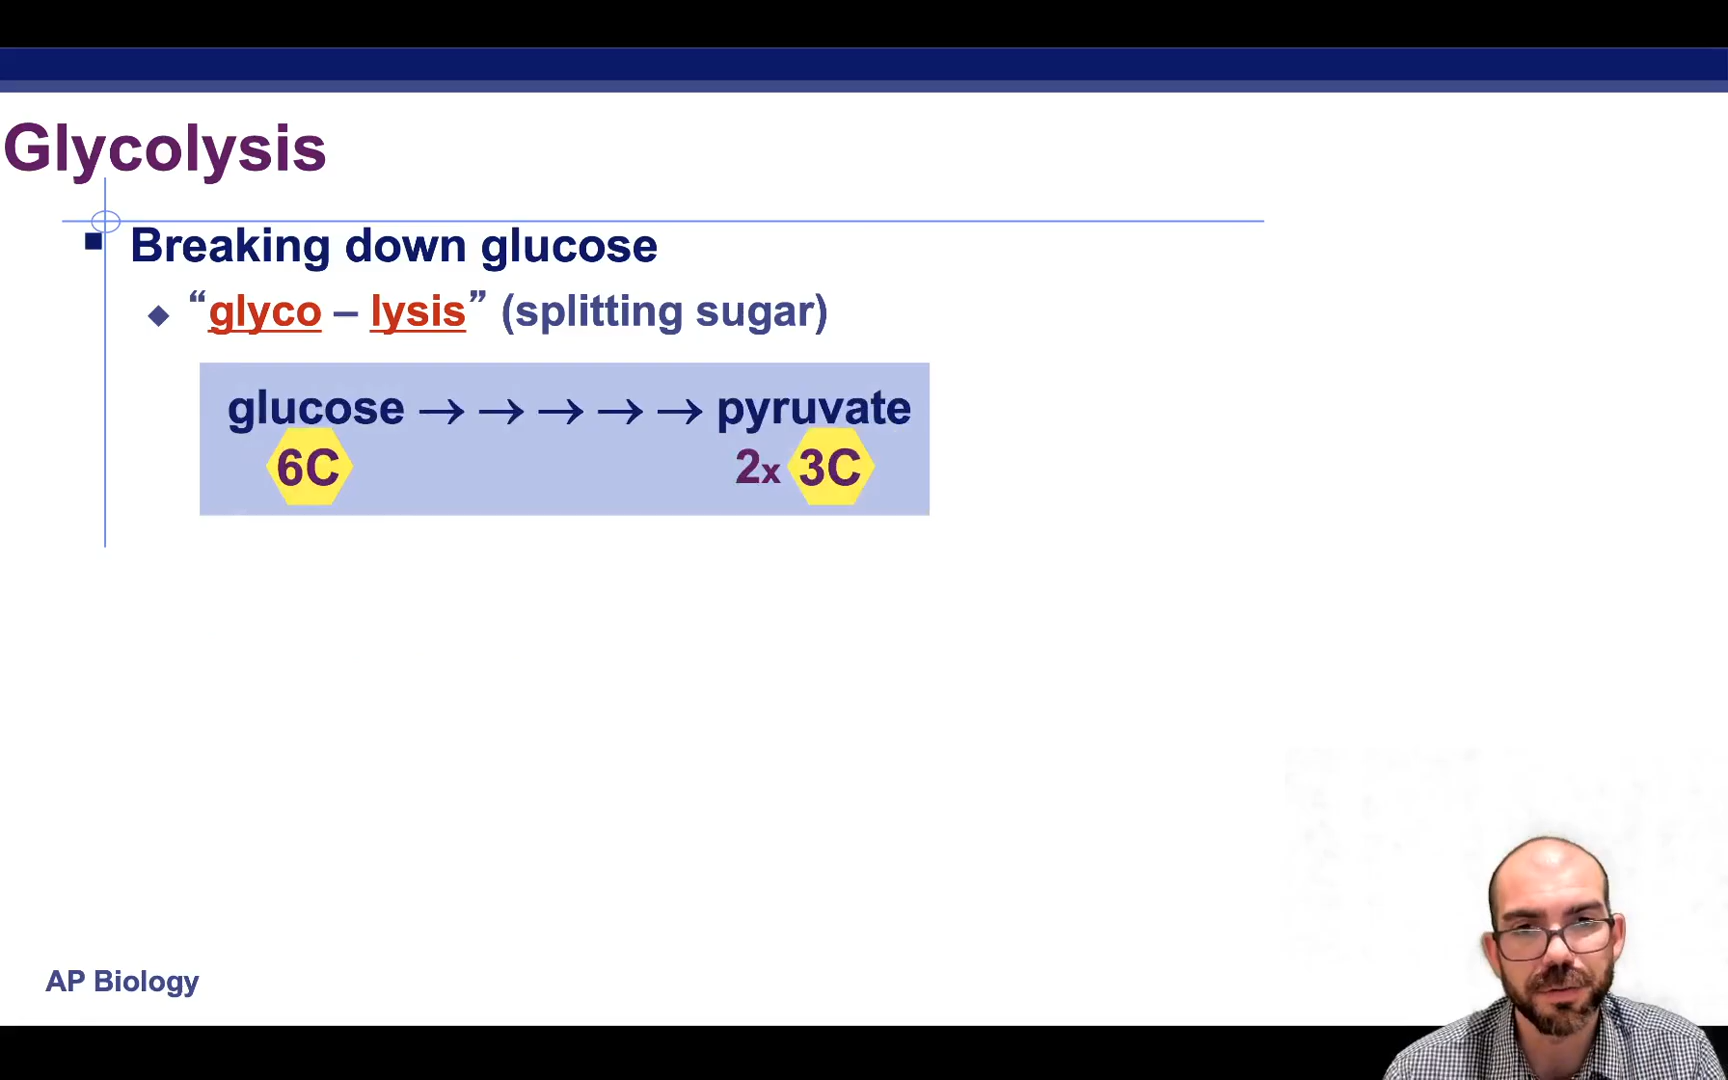 Glycolysis
Breaking down glucose
“glyco – lysis” (splitting sugar)
glucose → → → → → pyruvate
6C 2x 3C
AP Biology